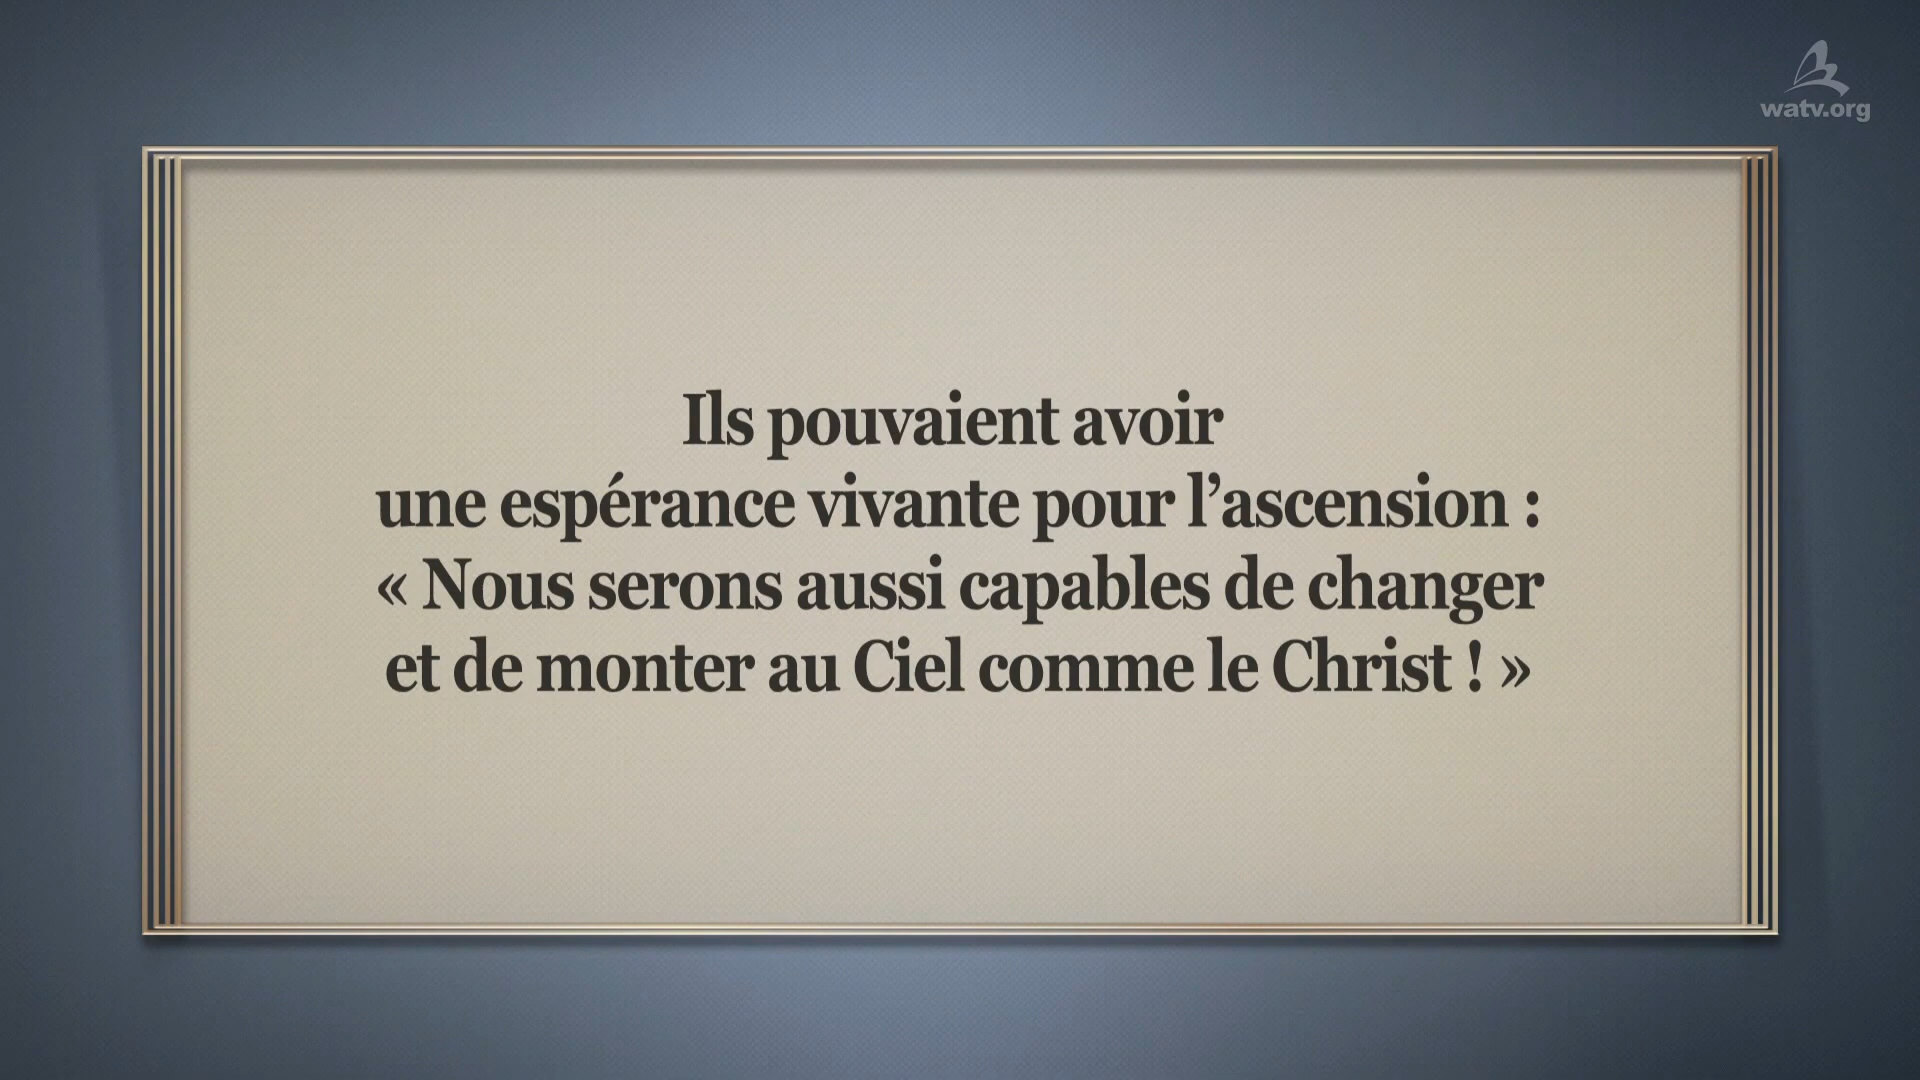 watv.org
Ils pouvaient avoir
une espérance vivante pour l’ascension :
« Nous serons aussi capables de changer
et de monter au Ciel comme le Christ ! »